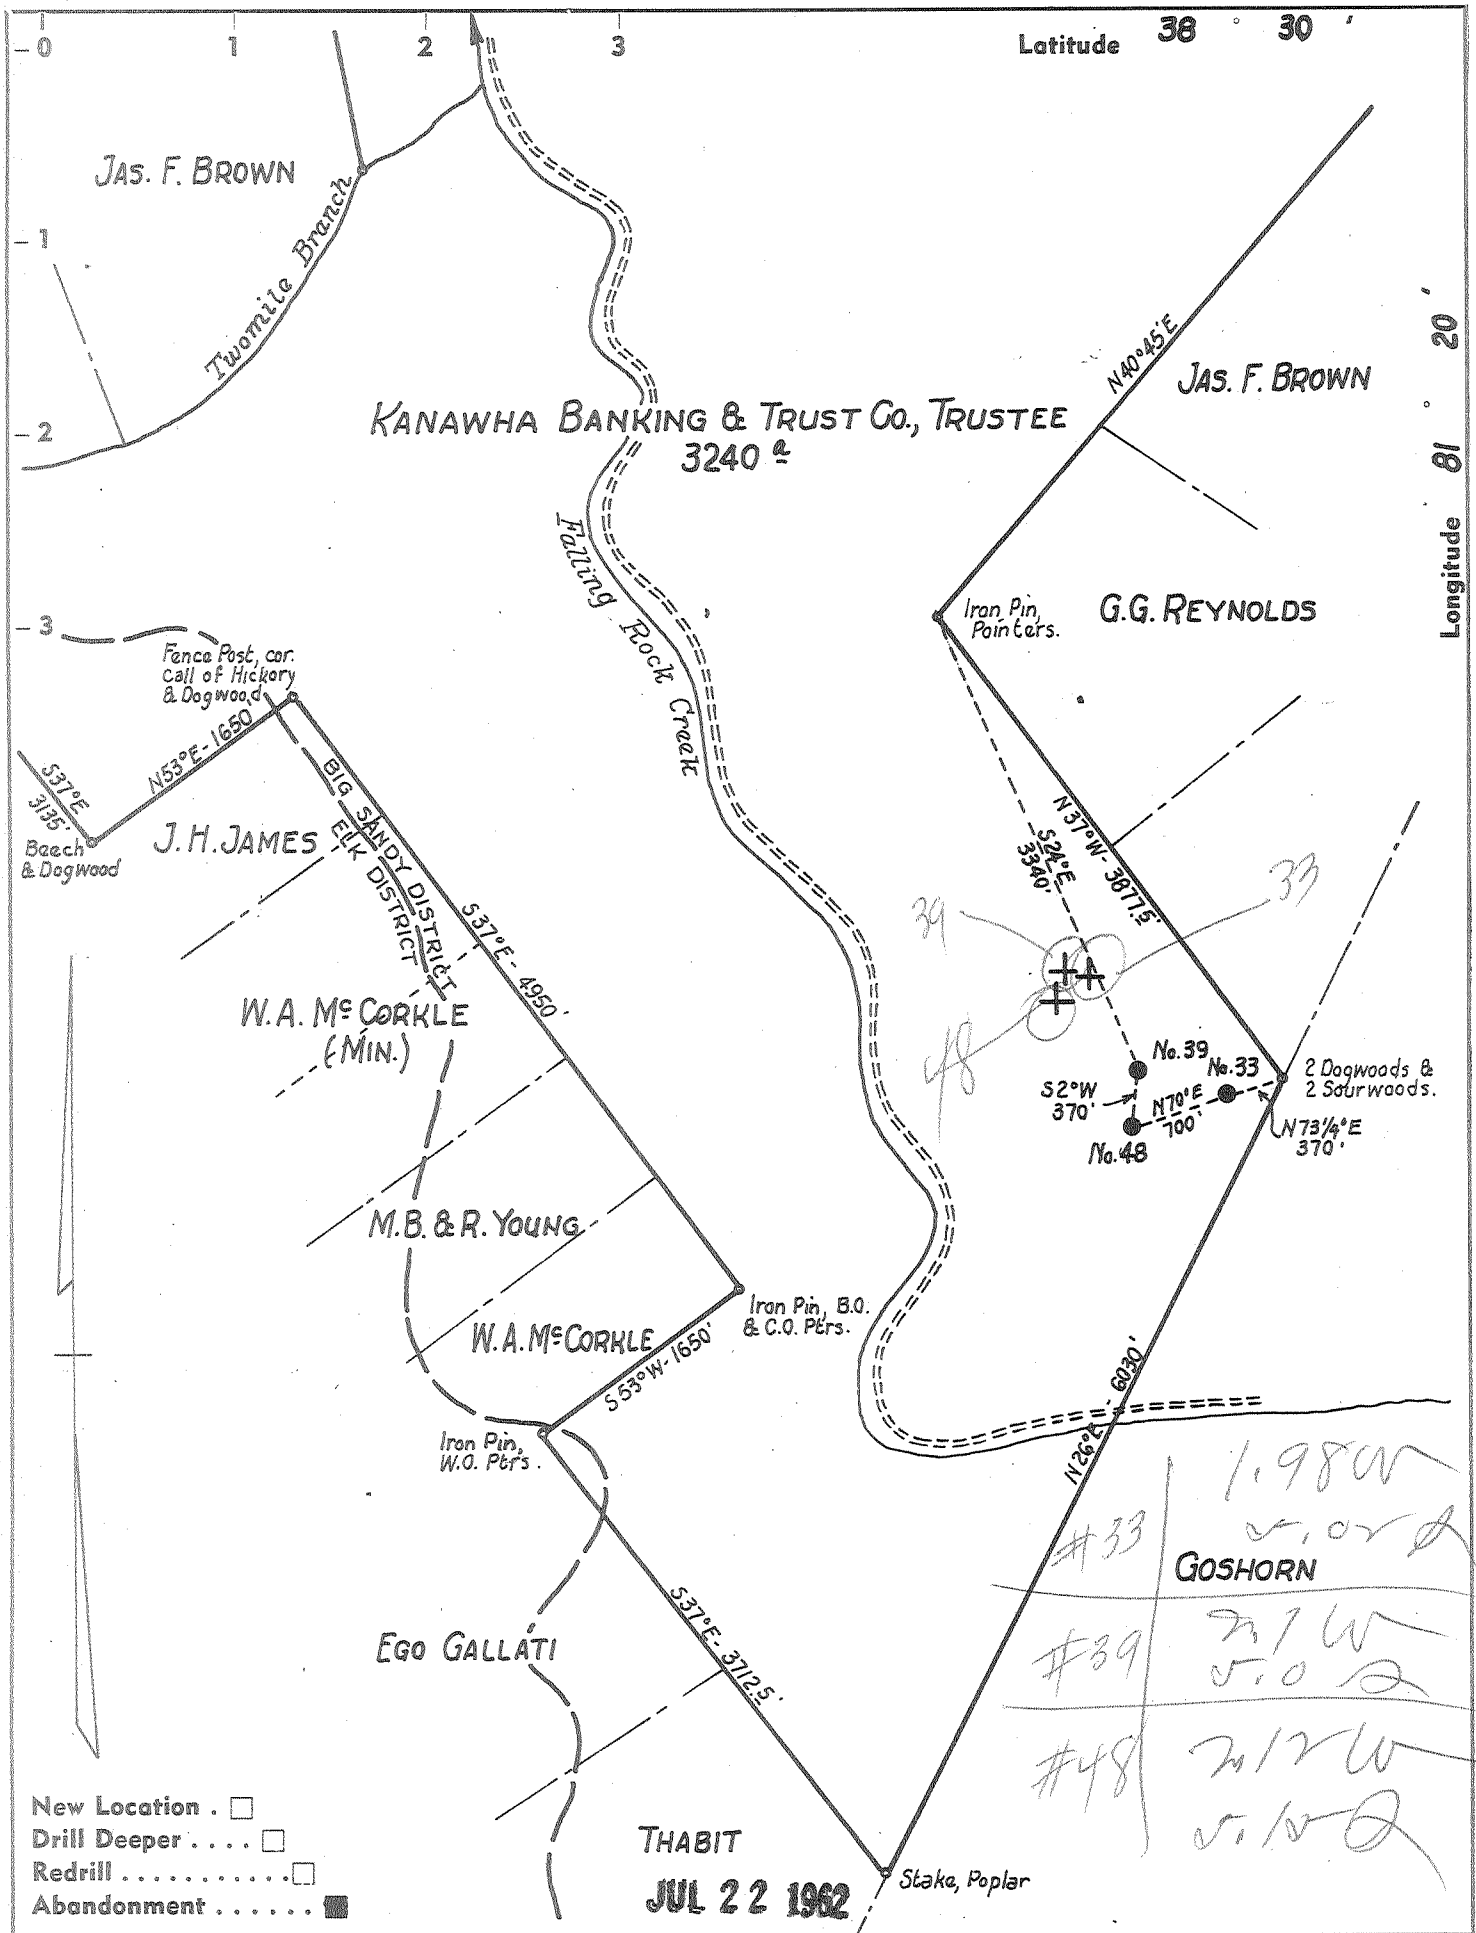 0
1
2
3
Latitude 38 ° 30 '
JAS. F. BROWN
Twomile Branch
1
Longitude 81 ° 20 '
N40°45'E
JAS. F. BROWN
2
KANAWHA BANKING & TRUST CO., TRUSTEE
3240 a
Falling Rock Creek
Iron Pin,
Pointers.
G.G. REYNOLDS
3
Fence Post, cor.
Call of Hickory
& Dogwood
N53°E-1650'
S37°E
3135'
Beech
& Dogwood
J.H. JAMES
BIG SANDY DISTRICT
ELK DISTRICT
S37°E-4950'
S24°E
3340'
N37°W-3877.5'
39
33
48
W.A. McCORKLE
(MIN.)
No.39
No.33
2 Dogwoods &
2 Sourwoods.
S2°W
370'
N70°E
700'
N73¼°E
370'
No.48
M.B. & R. YOUNG
Iron Pin, B.O.
& C.O. Ptrs.
W.A. McCORKLE
S53°W-1650'
Iron Pin,
W.O. Ptrs.
N26°E - 6030'
1.98W
#33
GOSHORN
#39
#48
EGO GALLATI
S37°E-3712.5'
New Location . □
Drill Deeper .... □
Redrill ........... □
Abandonment ...... ■
THABIT
JUL 22 1962
Stake, Poplar